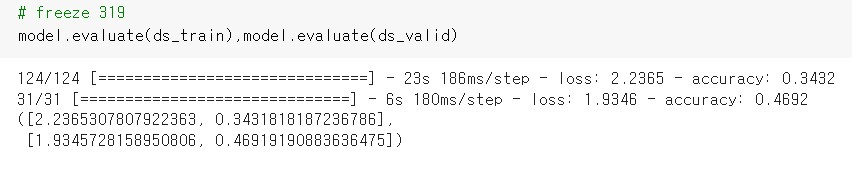 # freeze 319
model.evaluate(ds_train),model.evaluate(ds_valid)
124/124 [==============================] - 23s 186ms/step - loss: 2.2365 - accuracy: 0.3432
31/31 [==============================] - 6s 180ms/step - loss: 1.9346 - accuracy: 0.4692
([2.2365307807922363, 0.3431818187236786],
[1.9345728158950806, 0.46919190883636475])